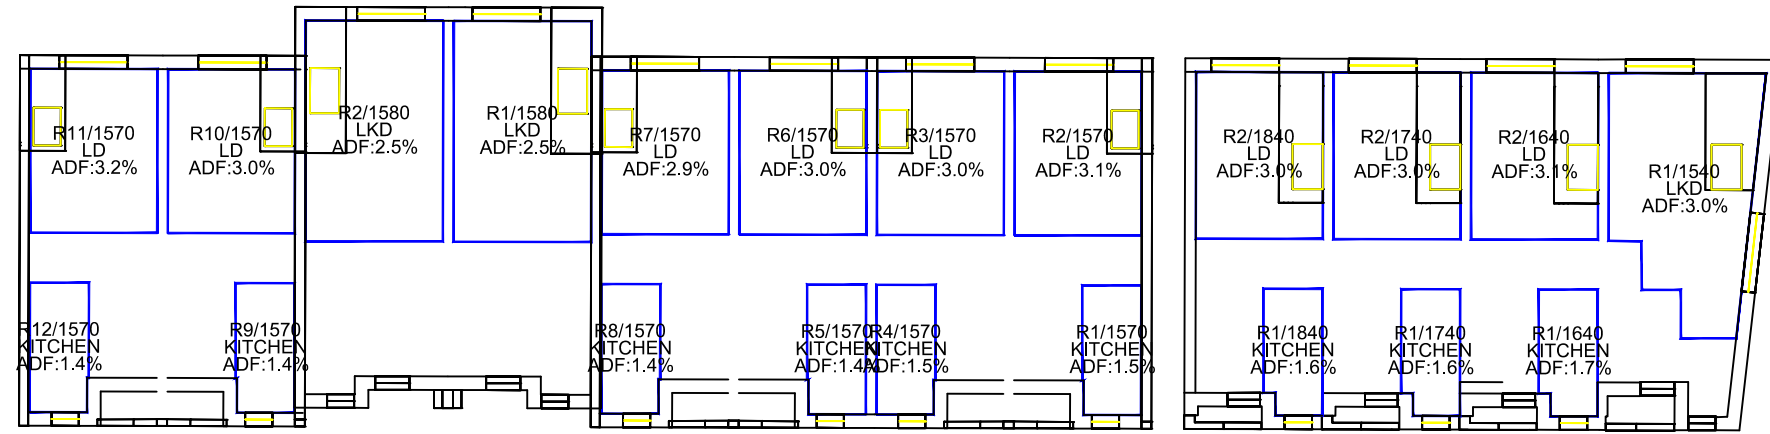 R11/1570
LD
ADF:3.2%
R10/1570
LD
ADF:3.0%
R2/1580
LKD
ADF:2.5%
R1/1580
LKD
ADF:2.5%
R7/1570
LD
ADF:2.9%
R6/1570
LD
ADF:3.0%
R3/1570
LD
ADF:3.0%
R2/1570
LD
ADF:3.1%
R2/1840
LD
ADF:3.0%
R2/1740
LD
ADF:3.0%
R2/1640
LD
ADF:3.1%
R1/1540
LKD
ADF:3.0%
R12/1570
KITCHEN
ADF:1.4%
R9/1570
KITCHEN
ADF:1.4%
R8/1570
KITCHEN
ADF:1.4%
R5/1570
KITCHEN
ADF:1.4%
R4/1570
KITCHEN
ADF:1.5%
R1/1570
KITCHEN
ADF:1.5%
R1/1840
KITCHEN
ADF:1.6%
R1/1740
KITCHEN
ADF:1.6%
R1/1640
KITCHEN
ADF:1.7%